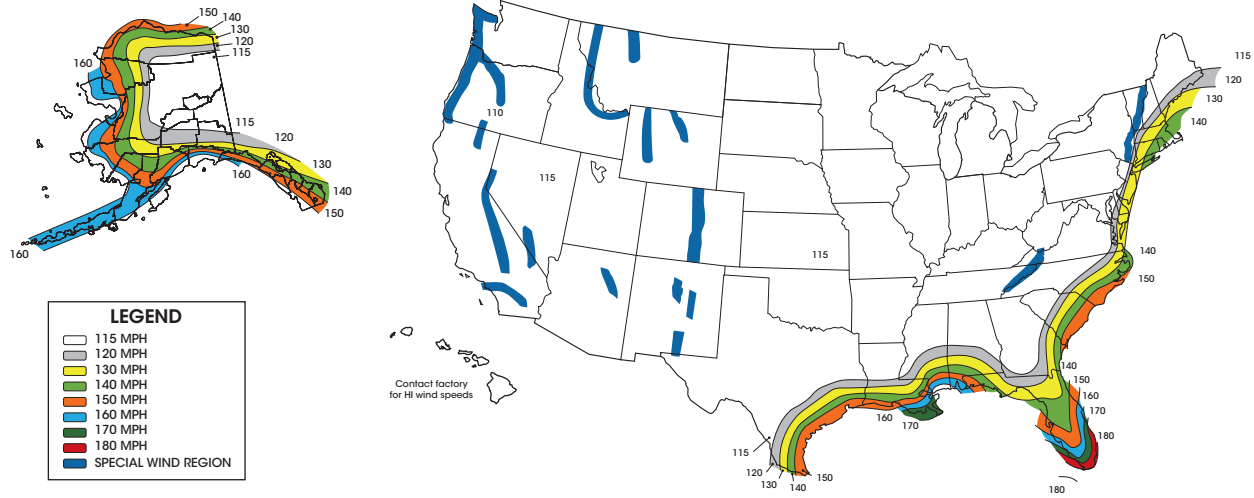 150
140
130
120
115
160
115
120
130
160
140
150
160
LEGEND
115 MPH
120 MPH
130 MPH
140 MPH
150 MPH
160 MPH
170 MPH
180 MPH
SPECIAL WIND REGION
Contact factory
for HI wind speeds
110
115
115
115
120
130
140
140
150
140
150
160
170
180
180
160
170
115
120
130
140
150